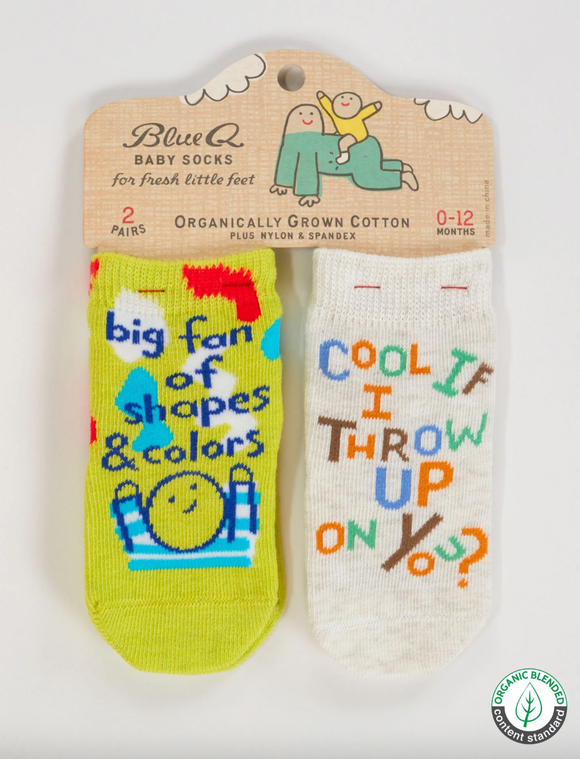 Blue Q
BABY SOCKS
for fresh little feet
2
PAIRS
ORGANICALLY GROWN COTTON
PLUS NYLON & SPANDEX
0-12
MONTHS
made in china
big fan
of
shapes
& colors
COOL IF
I
THROW
UP
ON YOU?
ORGANIC BLENDED
content standard